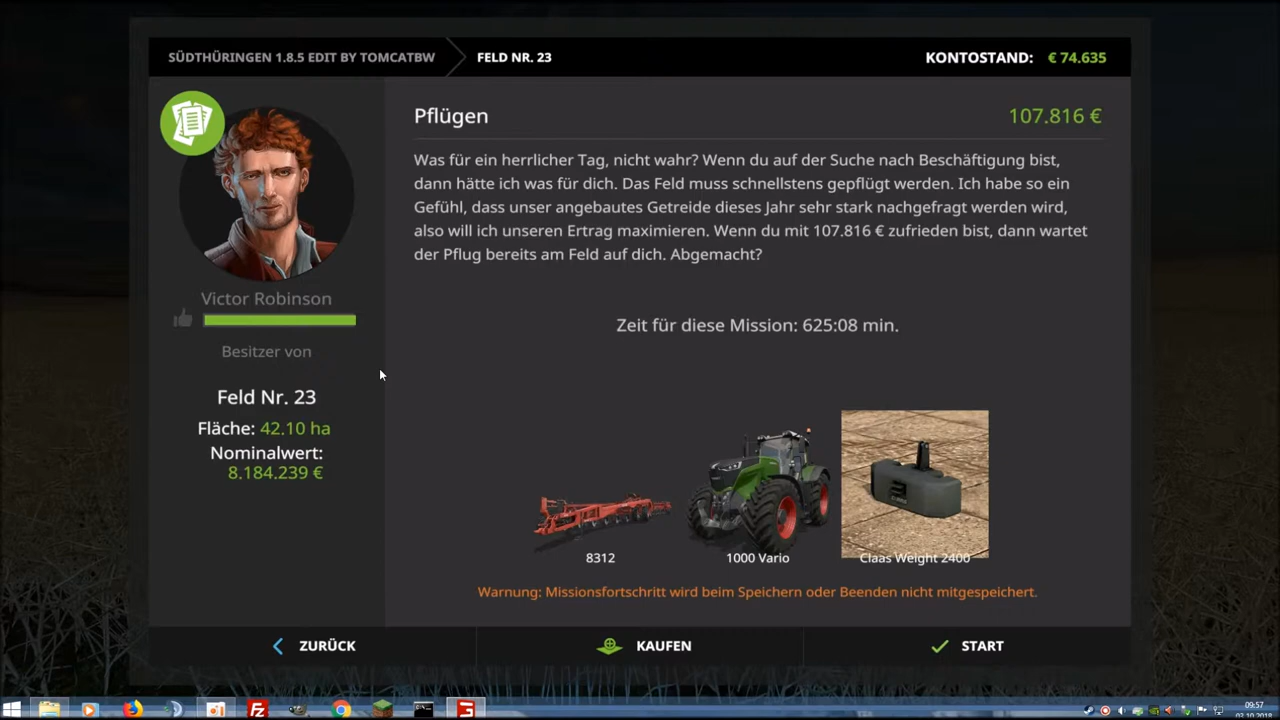 SÜDTHÜRINGEN 1.8.5 EDIT BY TOMCATBW
FELD NR. 23
KONTOSTAND: € 74.635
Pflügen
107.816 €
Was für ein herrlicher Tag, nicht wahr? Wenn du auf der Suche nach Beschäftigung bist,
dann hätte ich was für dich. Das Feld muss schnellstens gepflügt werden. Ich habe so ein
Gefühl, dass unser angebautes Getreide dieses Jahr sehr stark nachgefragt werden wird,
also will ich unseren Ertrag maximieren. Wenn du mit 107.816 € zufrieden bist, dann wartet
der Pflug bereits am Feld auf dich. Abgemacht?
Victor Robinson
Besitzer von
Feld Nr. 23
Fläche: 42.10 ha
Nominalwert:
8.184.239 €
Zeit für diese Mission: 625:08 min.
8312
1000 Vario
Claas Weight 2400
Warnung: Missionsfortschritt wird beim Speichern oder Beenden nicht mitgespeichert.
ZURÜCK
KAUFEN
START
09:57
03.10.2018